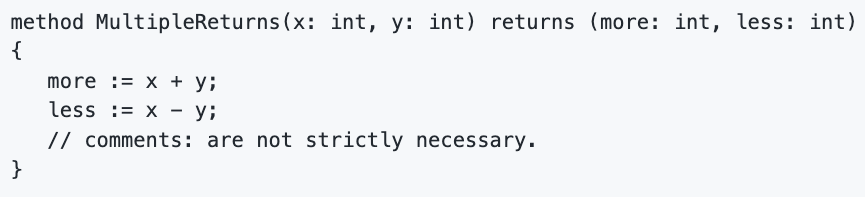 method MultipleReturns(x: int, y: int) returns (more: int, less: int)
{
   more := x + y;
   less := x - y;
   // comments: are not strictly necessary.
}